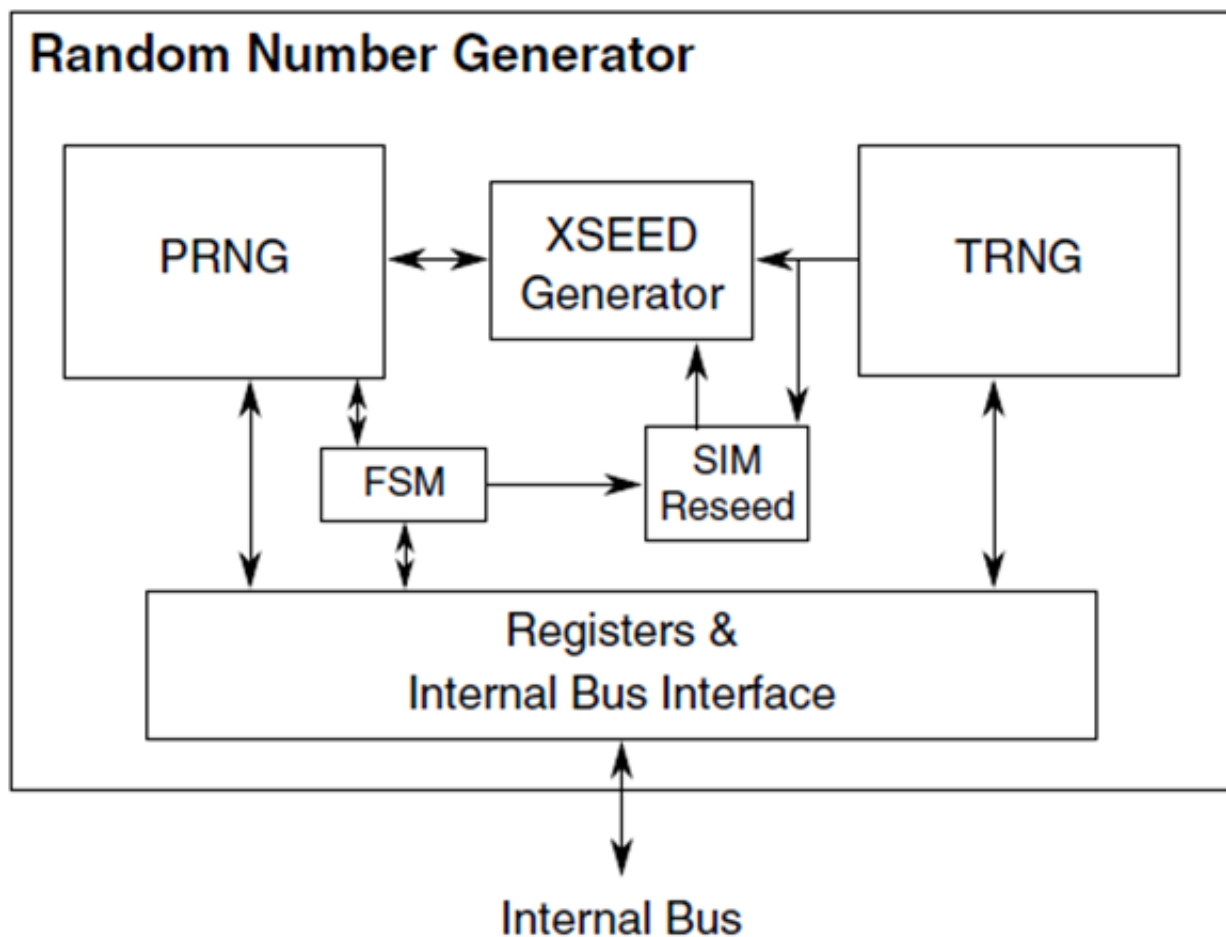 Random Number Generator
PRNG
XSEED
Generator
TRNG
FSM
SIM
Reseed
Registers &
Internal Bus Interface
Internal Bus